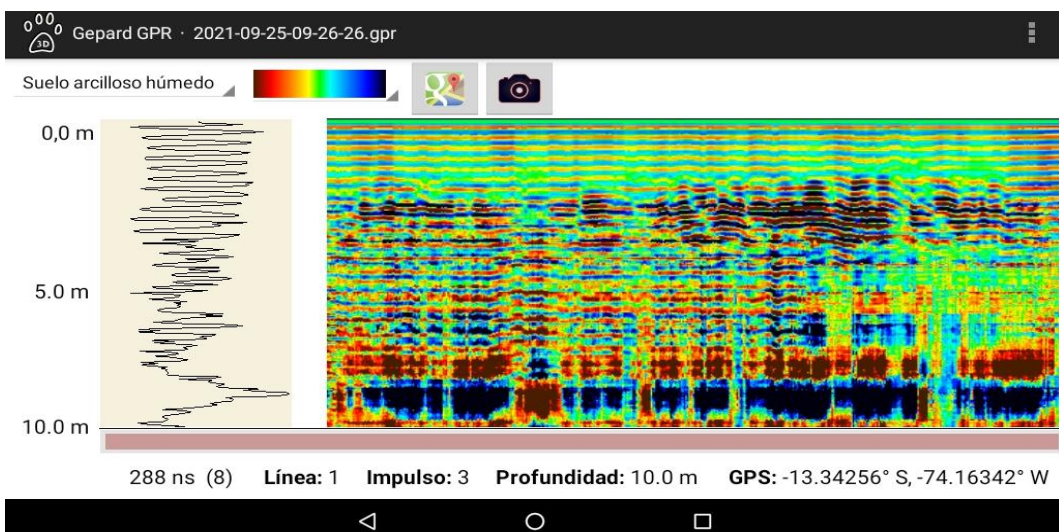 3D Gepard GPR · 2021-09-25-09-26-26.gpr
Suelo arcilloso húmedo
0,0 m
5.0 m
10.0 m
288 ns (8) Línea: 1 Impulso: 3 Profundidad: 10.0 m GPS: -13.34256° S, -74.16342° W